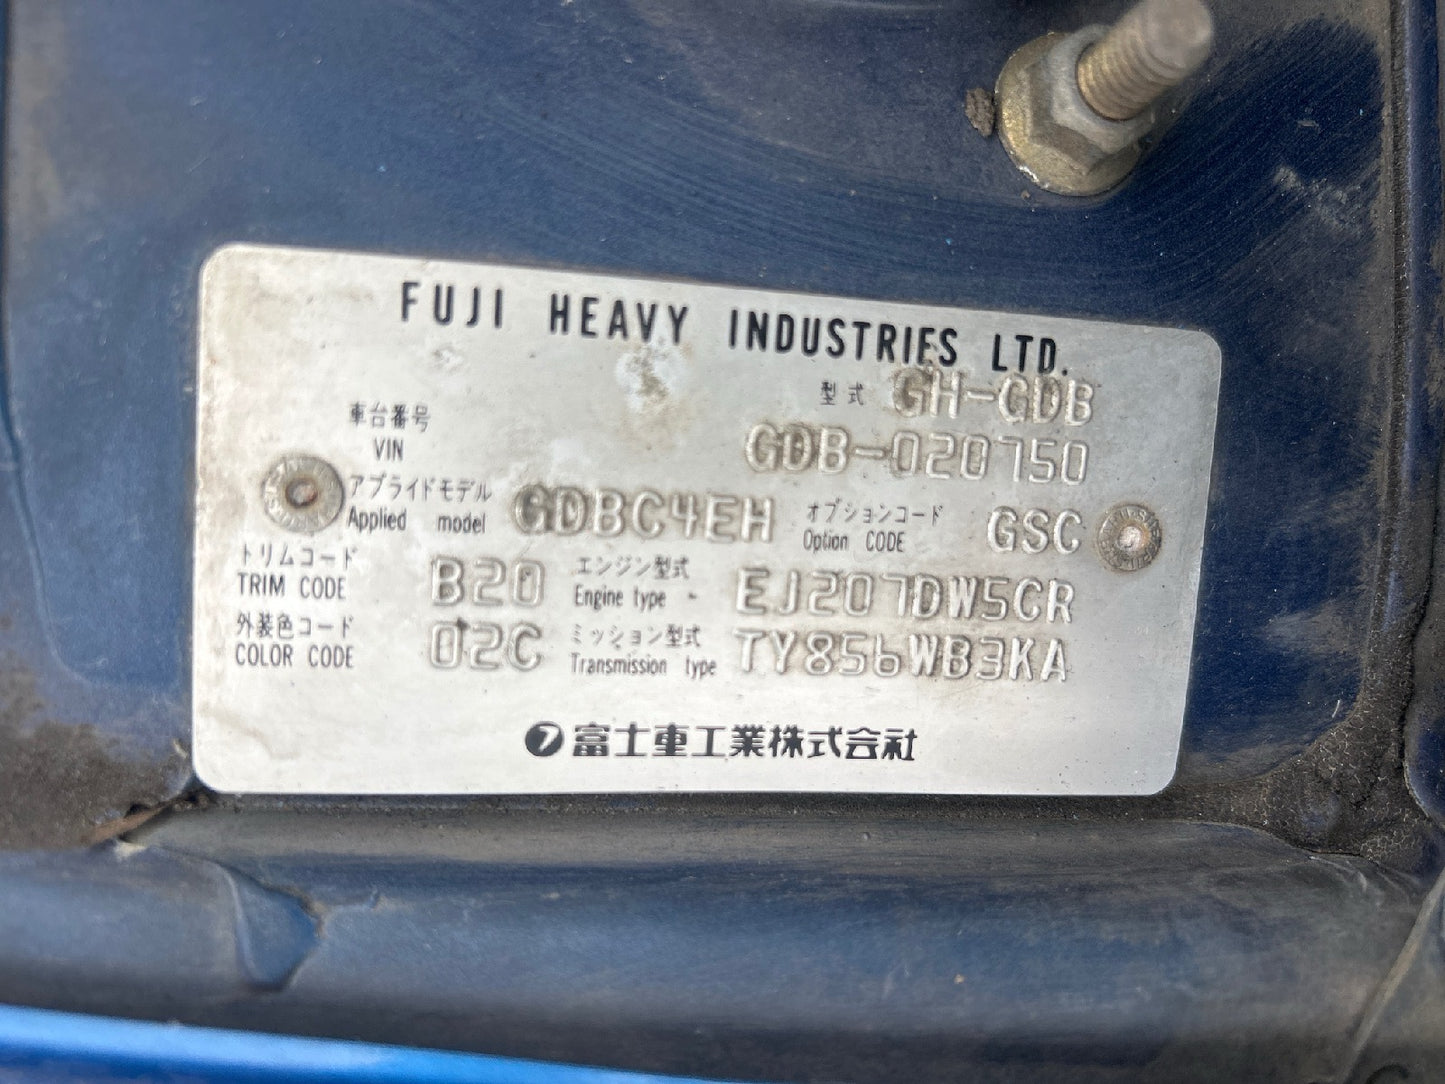 FUJI HEAVY INDUSTRIES LTD.
型式 GH-GDB
車台番号
VIN GDB-020750
アプライドモデル
Applied model GDBC4EH オプションコード
Option CODE GSC
トリムコード
TRIM CODE B20 エンジン型式
Engine type EJ207DW5CR
外装色コード
COLOR CODE 02C ミッション型式
Transmission type TY856WB3KA
フ 富士重工業株式会社